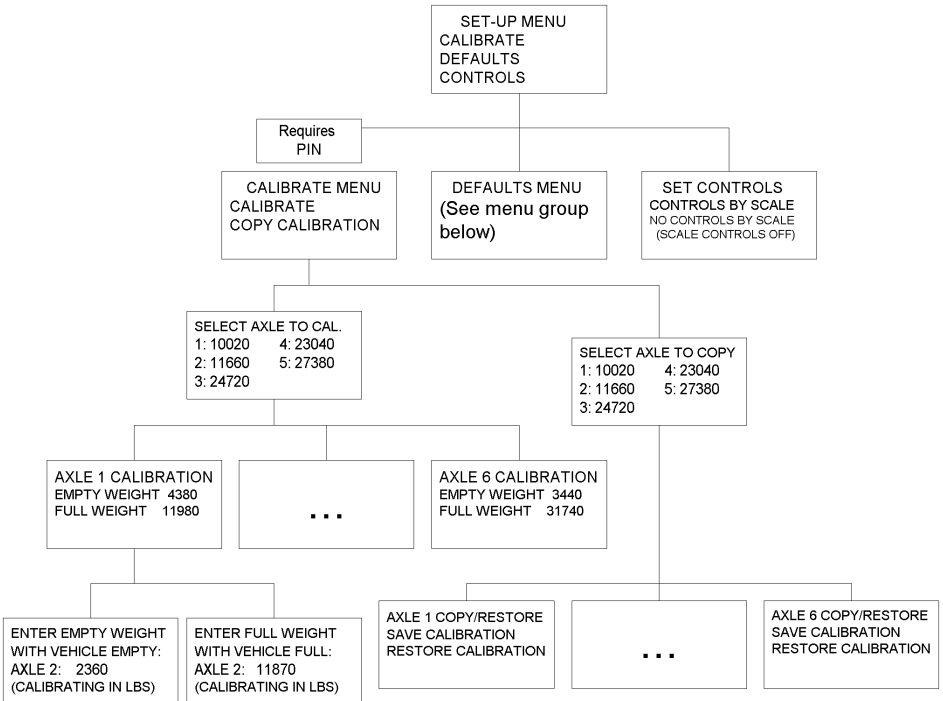 SET-UP MENU
CALIBRATE
DEFAULTS
CONTROLS
Requires
PIN
CALIBRATE MENU
CALIBRATE
COPY CALIBRATION
DEFAULTS MENU
(See menu group
below)
SET CONTROLS
CONTROLS BY SCALE
NO CONTROLS BY SCALE
(SCALE CONTROLS OFF)
SELECT AXLE TO CAL.
1: 10020 4: 23040
2: 11660 5: 27380
3: 24720
SELECT AXLE TO COPY
1: 10020 4: 23040
2: 11660 5: 27380
3: 24720
AXLE 1 CALIBRATION
EMPTY WEIGHT 4380
FULL WEIGHT 11980
...
AXLE 6 CALIBRATION
EMPTY WEIGHT 3440
FULL WEIGHT 31740
ENTER EMPTY WEIGHT
WITH VEHICLE EMPTY:
AXLE 2: 2360
(CALIBRATING IN LBS)
ENTER FULL WEIGHT
WITH VEHICLE FULL:
AXLE 2: 11870
(CALIBRATING IN LBS)
AXLE 1 COPY/RESTORE
SAVE CALIBRATION
RESTORE CALIBRATION
...
AXLE 6 COPY/RESTORE
SAVE CALIBRATION
RESTORE CALIBRATION